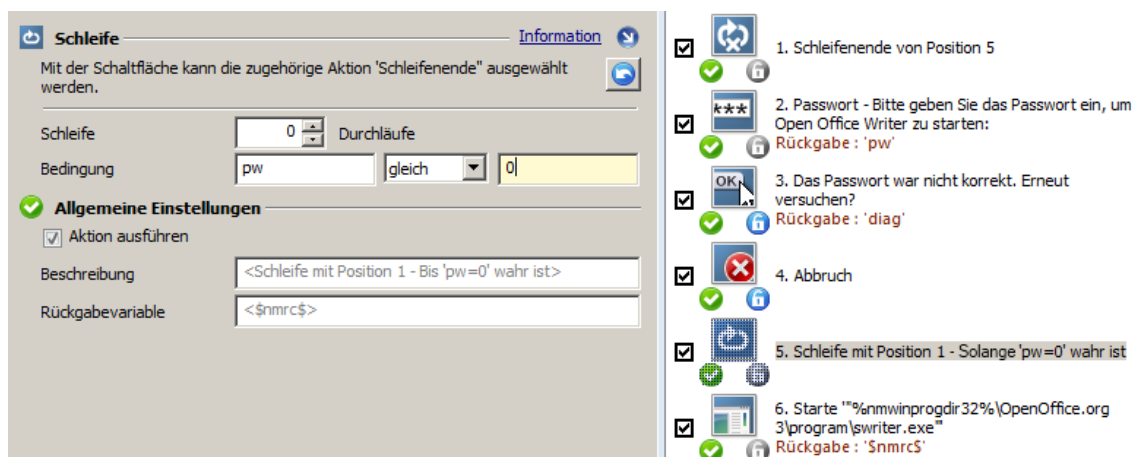 Schleife
Information
Mit der Schaltfläche kann die zugehörige Aktion 'Schleifenende" ausgewählt
werden.
Schleife 0 Durchläufe
Bedingung pw gleich 0
Allgemeine Einstellungen
Aktion ausführen
Beschreibung <Schleife mit Position 1 - Bis 'pw=0' wahr ist>
Rückgabevariable <$nmrc$>
1. Schleifenende von Position 5
***
2. Passwort - Bitte geben Sie das Passwort ein, um
Open Office Writer zu starten:
Rückgabe : 'pw'
OK
3. Das Passwort war nicht korrekt. Erneut
versuchen?
Rückgabe : 'diag'
4. Abbruch
5. Schleife mit Position 1 - Solange 'pw=0' wahr ist
6. Starte '"%nmwinprogdir32%\OpenOffice.org
3\program\swriter.exe"'
Rückgabe : '$nmrc$'